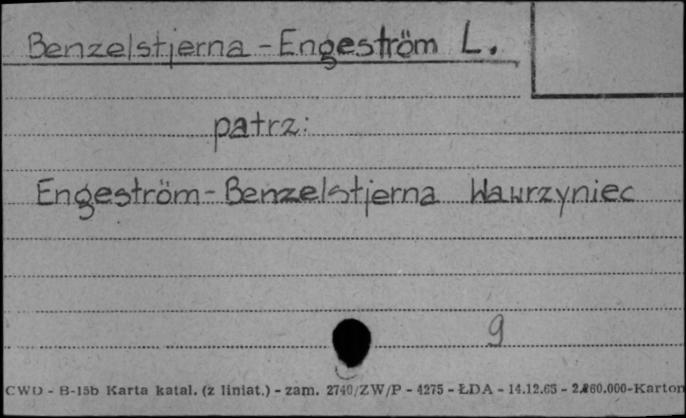 Benzelstjerna - Engeström L.
patrz:
Engeström - Benzelstjerna Wawrzyniec
9
CWD - B-15b Karta katal. (z liniat.) - zam. 2740/ZW/P - 4275 - ŁDA - 14.12.65 - 2.260.000-Karton